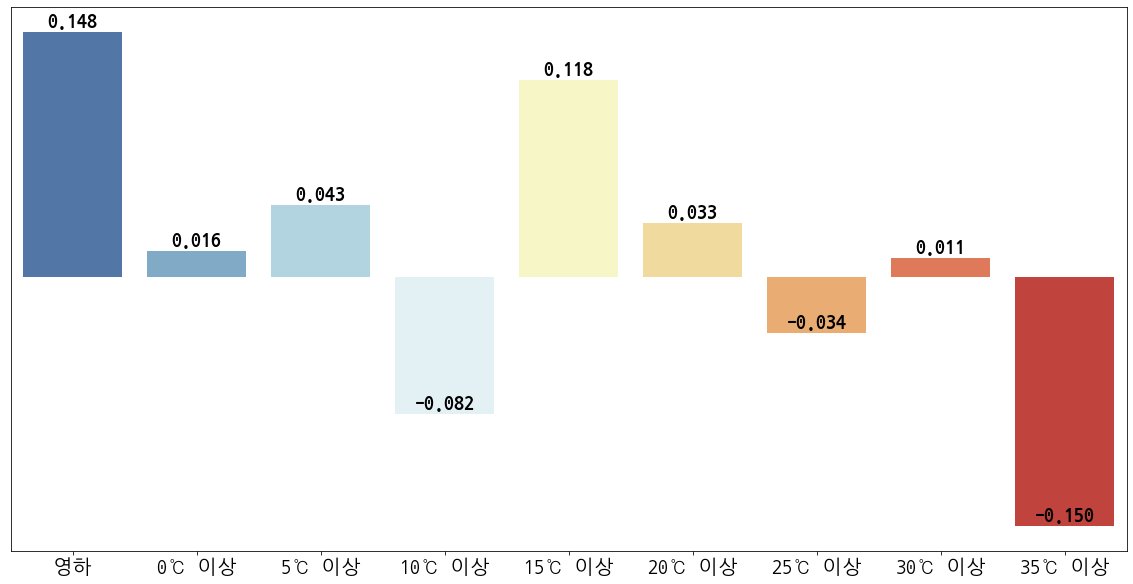 0.148
0.016
0.043
-0.082
0.118
0.033
-0.034
0.011
-0.150
영하
0℃ 이상
5℃ 이상
10℃ 이상
15℃ 이상
20℃ 이상
25℃ 이상
30℃ 이상
35℃ 이상